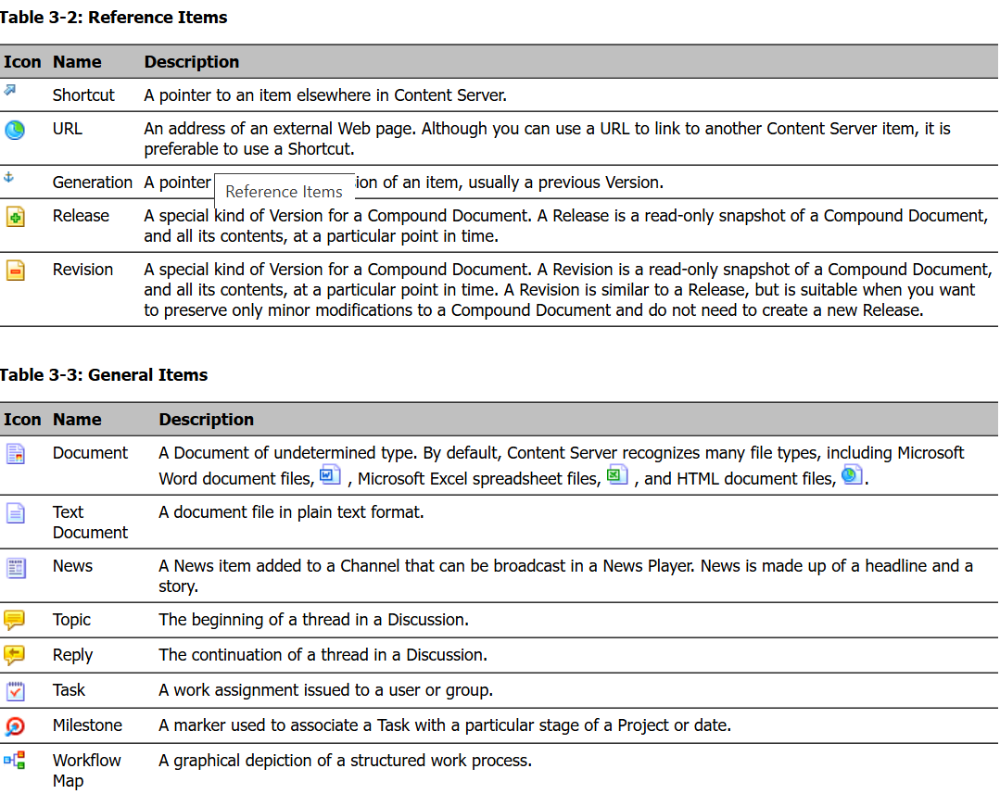 Table 3-2: Reference Items
Icon Name Description
Shortcut A pointer to an item elsewhere in Content Server.
URL An address of an external Web page. Although you can use a URL to link to another Content Server item, it is
preferable to use a Shortcut.
Generation A pointer ion of an item, usually a previous Version.
Reference Items
Release A special kind of Version for a Compound Document. A Release is a read-only snapshot of a Compound Document,
and all its contents, at a particular point in time.
Revision A special kind of Version for a Compound Document. A Revision is a read-only snapshot of a Compound Document,
and all its contents, at a particular point in time. A Revision is similar to a Release, but is suitable when you want
to preserve only minor modifications to a Compound Document and do not need to create a new Release.
Table 3-3: General Items
Icon Name Description
Document A Document of undetermined type. By default, Content Server recognizes many file types, including Microsoft
Word document files, , Microsoft Excel spreadsheet files, , and HTML document files, .
Text A document file in plain text format.
Document
News A News item added to a Channel that can be broadcast in a News Player. News is made up of a headline and a
story.
Topic The beginning of a thread in a Discussion.
Reply The continuation of a thread in a Discussion.
Task A work assignment issued to a user or group.
Milestone A marker used to associate a Task with a particular stage of a Project or date.
Workflow A graphical depiction of a structured work process.
Map